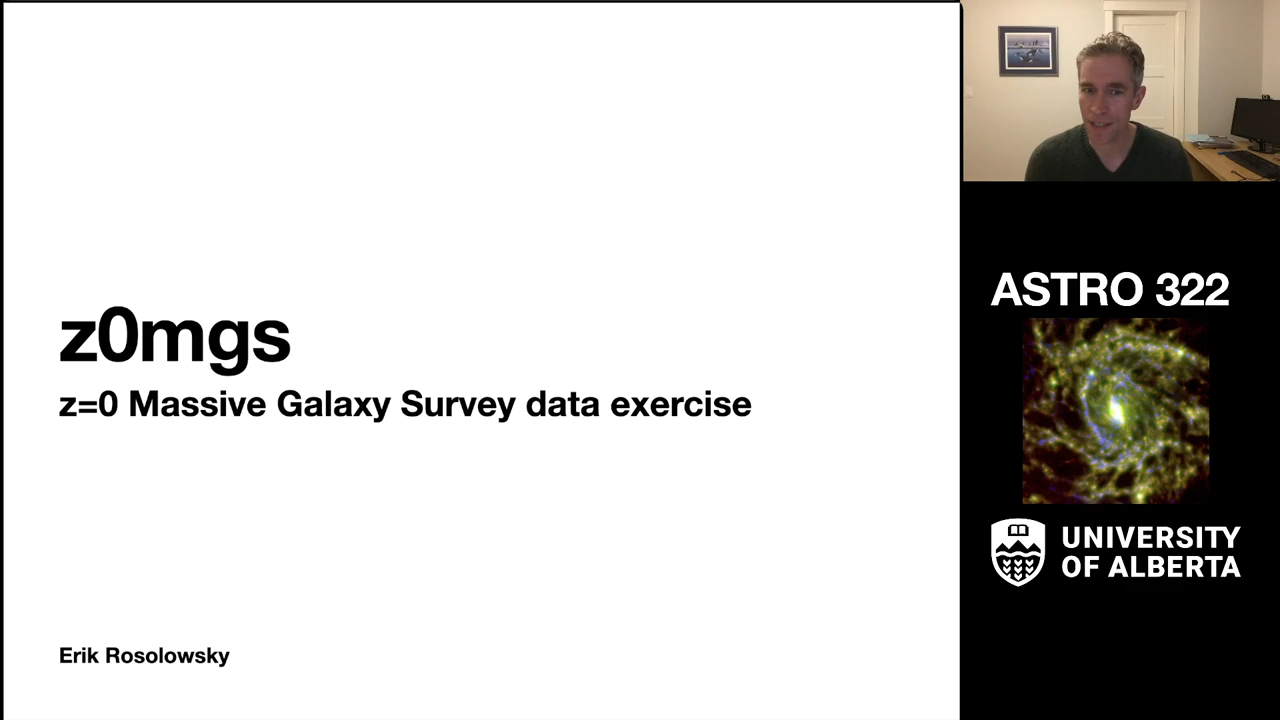 z0mgs
z=0 Massive Galaxy Survey data exercise
Erik Rosolowsky
ASTRO 322
UNIVERSITY
OF ALBERTA